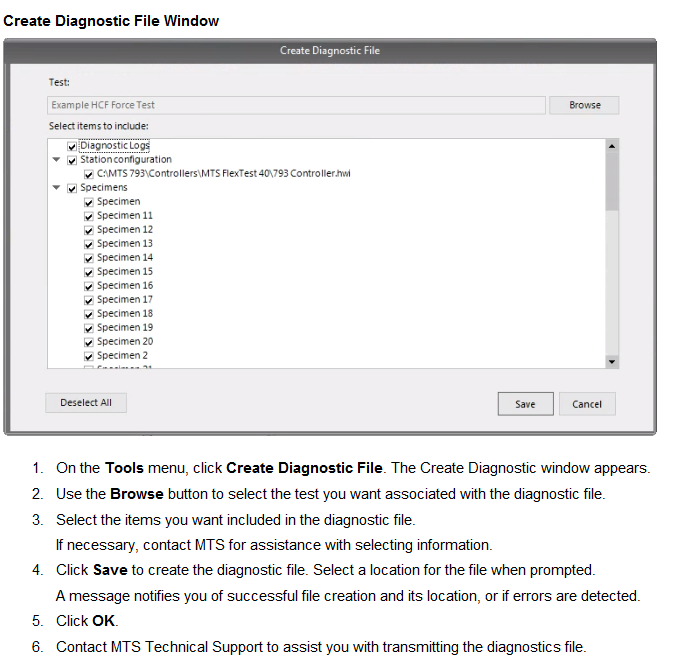 Create Diagnostic File Window
Create Diagnostic File
Test:
Example HCF Force Test
Browse
Select items to include:
Diagnostic Logs
Station configuration
C:\MTS 793\Controllers\MTS FlexTest 40\793 Controller.hwi
Specimens
Specimen
Specimen 11
Specimen 12
Specimen 13
Specimen 14
Specimen 15
Specimen 16
Specimen 17
Specimen 18
Specimen 19
Specimen 20
Specimen 2
Deselect All
Save
Cancel
1. On the Tools menu, click Create Diagnostic File. The Create Diagnostic window appears.
2. Use the Browse button to select the test you want associated with the diagnostic file.
3. Select the items you want included in the diagnostic file.
If necessary, contact MTS for assistance with selecting information.
4. Click Save to create the diagnostic file. Select a location for the file when prompted.
A message notifies you of successful file creation and its location, or if errors are detected.
5. Click OK.
6. Contact MTS Technical Support to assist you with transmitting the diagnostics file.